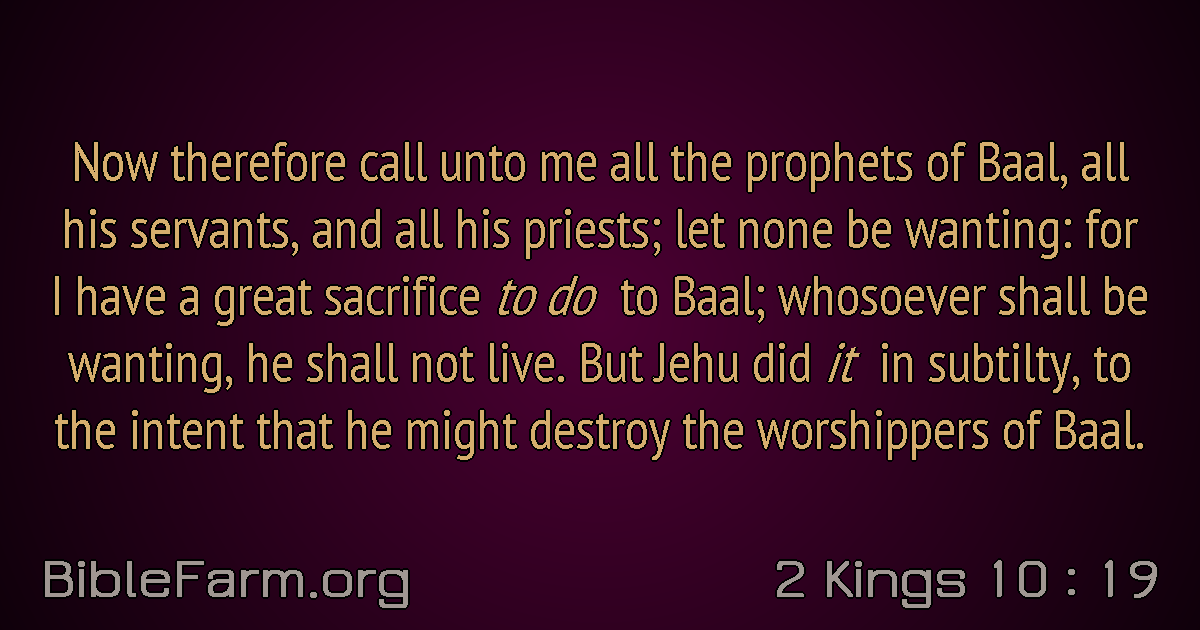 Now therefore call unto me all the prophets of Baal, all
his servants, and all his priests; let none be wanting: for
I have a great sacrifice to do to Baal; whosoever shall be
wanting, he shall not live. But Jehu did it in subtilty, to
the intent that he might destroy the worshippers of Baal.
BibleFarm.org
2 Kings 10 : 19